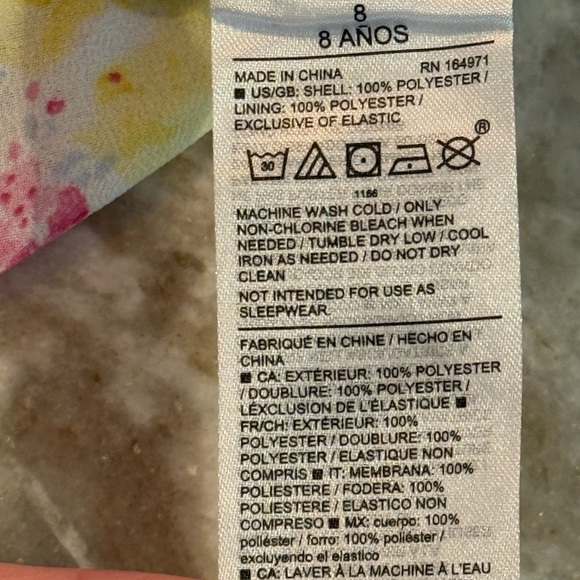 8
8 AÑOS
MADE IN CHINA RN 164971
■ US/GB: SHELL: 100% POLYESTER /
LINING: 100% POLYESTER /
EXCLUSIVE OF ELASTIC
30
®
1156
MACHINE WASH COLD / ONLY
NON-CHLORINE BLEACH WHEN
NEEDED / TUMBLE DRY LOW / COOL
IRON AS NEEDED / DO NOT DRY
CLEAN
NOT INTENDED FOR USE AS
SLEEPWEAR.
FABRIQUÉ EN CHINE / HECHO EN
CHINA
■ CA: EXTÉRIEUR: 100% POLYESTER
/ DOUBLURE: 100% POLYESTER /
LÉXCLUSION DE L'ÉLASTIQUE ■
FR/CH: EXTÉRIEUR: 100%
POLYESTER / DOUBLURE: 100%
POLYESTER / ELASTIQUE NON
COMPRIS ■ IT: MEMBRANA: 100%
POLIESTERE / FODERA: 100%
POLIESTERE / ELASTICO NON
COMPRESO ■ MX: cuerpo: 100%
poliéster / forro: 100% poliéster /
excluyendo el elastico
■ CA: LAVER À LA MACHINE À L'EAU